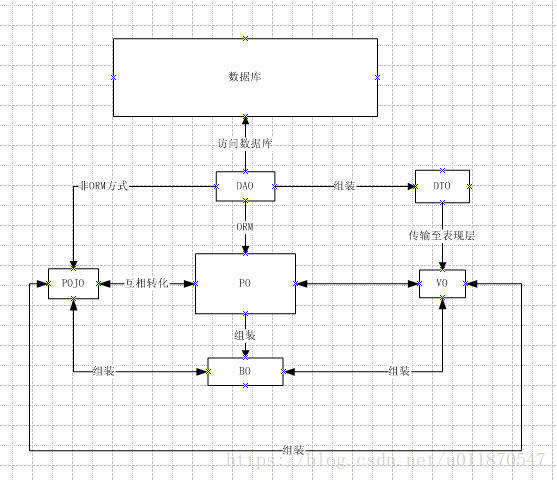 数据库
访问数据库
非ORM方式
DAO
组装
DTO
ORM
传输至表现层
POJO
互相转化
PO
VO
组装
组装
BO
组装
组装
https://blog.csdn.net/u011870547